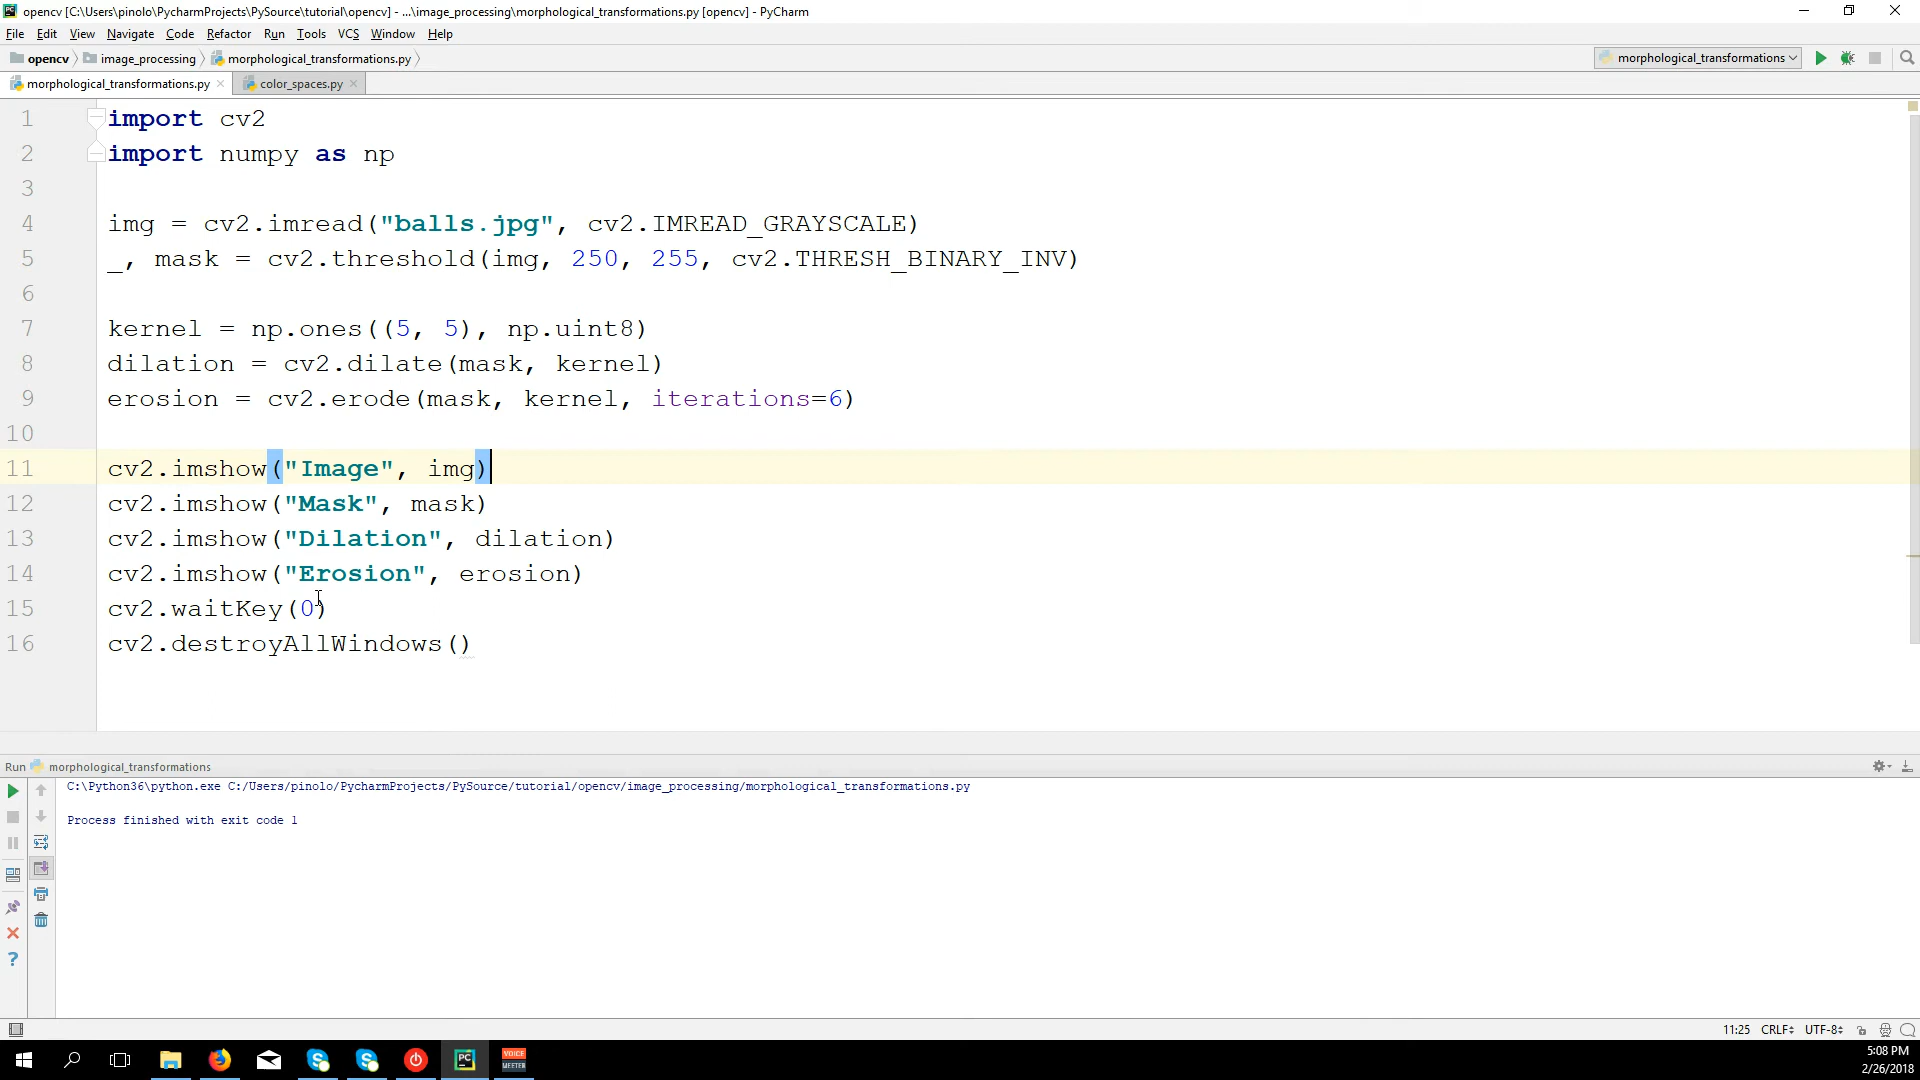 opencv [C:\Users\pinolo\PycharmProjects\PySource\tutorial\opencv] - ...\image_processing\morphological_transformations.py [opencv] - PyCharm
File Edit View Navigate Code Refactor Run Tools VCS Window Help
opencv image_processing morphological_transformations.py morphological_transformations
morphological_transformations.py color_spaces.py
1 import cv2
2 import numpy as np
3
4 img = cv2.imread("balls.jpg", cv2.IMREAD_GRAYSCALE)
5 _, mask = cv2.threshold(img, 250, 255, cv2.THRESH_BINARY_INV)
6
7 kernel = np.ones((5, 5), np.uint8)
8 dilation = cv2.dilate(mask, kernel)
9 erosion = cv2.erode(mask, kernel, iterations=6)
10
11 cv2.imshow("Image", img)
12 cv2.imshow("Mask", mask)
13 cv2.imshow("Dilation", dilation)
14 cv2.imshow("Erosion", erosion)
15 cv2.waitKey(0)
16 cv2.destroyAllWindows()
Run morphological_transformations
C:\Python36\python.exe C:/Users/pinolo/PycharmProjects/PySource/tutorial/opencv/image_processing/morphological_transformations.py
Process finished with exit code 1
11:25 CRLF UTF-8
PC VOICE MEETER
5:08 PM
2/26/2018